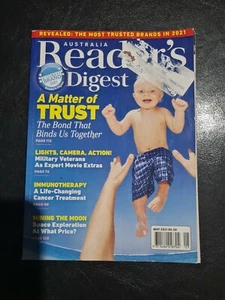 REVEALED: THE MOST TRUSTED BRANDS IN 2021
AUSTRALIA
Reader's
Digest
A Matter of
TRUST
The Bond That
Binds Us Together
LIGHTS, CAMERA, ACTION!
Military Veterans
As Expert Movie Extras
IMMUNOTHERAPY
A Life-Changing
Cancer Treatment
MINING THE MOON
Space Exploration
At What Price?